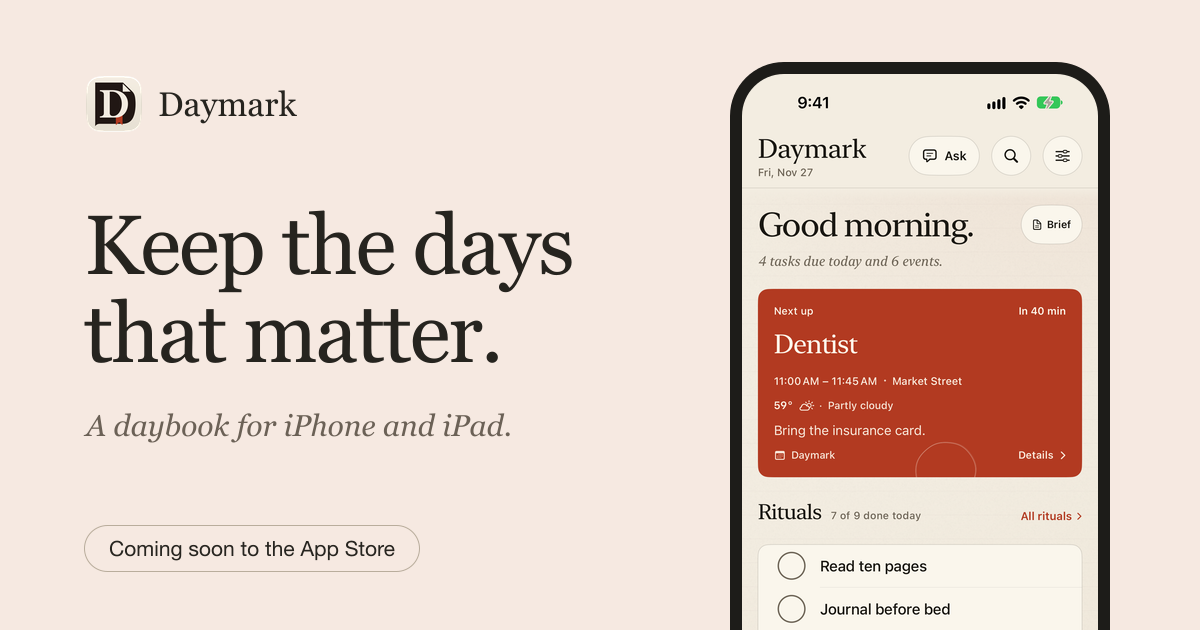 Daymark
Keep the days
that matter.
A daybook for iPhone and iPad.
Coming soon to the App Store
9:41
Daymark
Fri, Nov 27
Ask
Good morning.
Brief
4 tasks due today and 6 events.
Next up
In 40 min
Dentist
11:00 AM – 11:45 AM · Market Street
59° · Partly cloudy
Bring the insurance card.
Daymark
Details
Rituals 7 of 9 done today
All rituals
Read ten pages
Journal before bed